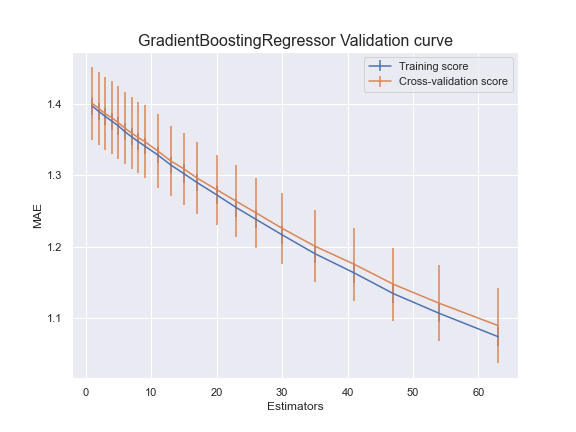 GradientBoostingRegressor Validation curve
Training score
Cross-validation score
1.4
1.3
1.2
1.1
MAE
0
10
20
30
40
50
60
Estimators